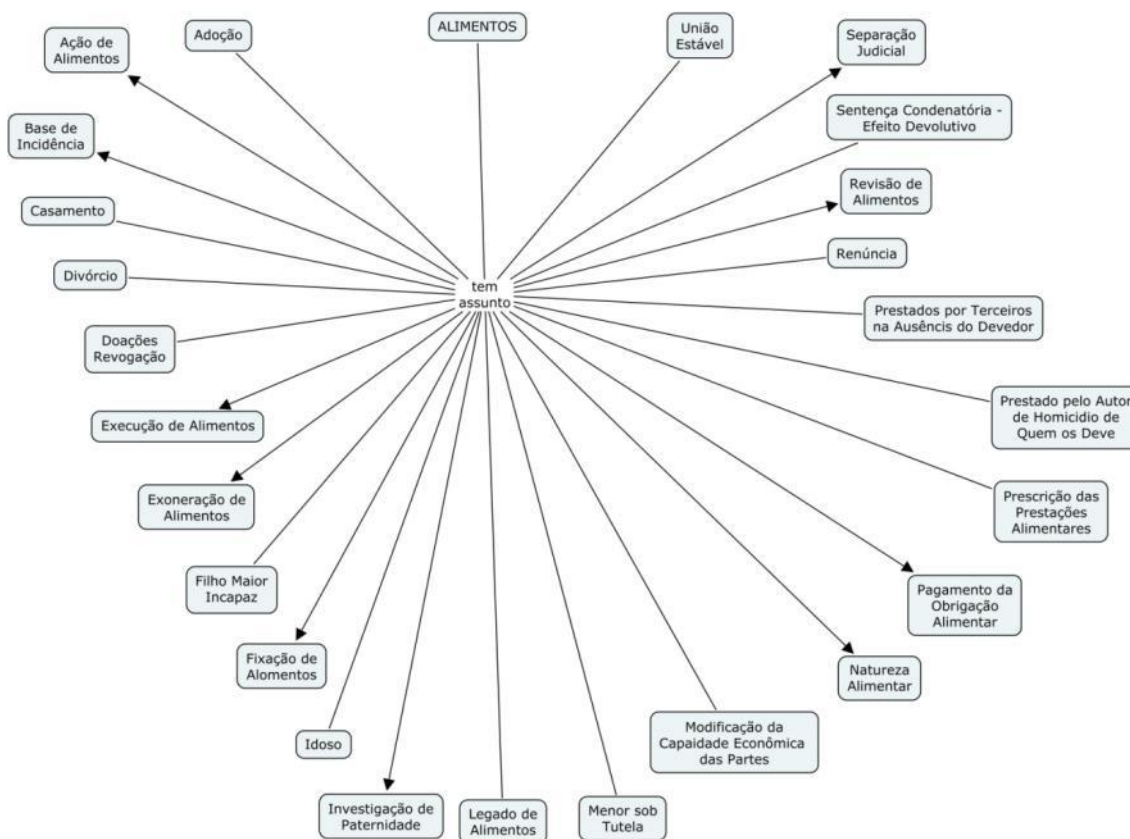 ALIMENTOS
Adoção
União
Estável
Ação de
Alimentos
Separação
Judicial
Base de
Incidência
Sentença Condenatória -
Efeito Devolutivo
Casamento
Revisão de
Alimentos
Divórcio
Renúncia
tem
assunto
Doações
Revogação
Prestados por Terceiros
na Ausêncis do Devedor
Execução de Alimentos
Prestado pelo Autor
de Homicidio de
Quem os Deve
Exoneração de
Alimentos
Prescrição das
Prestações
Alimentares
Filho Maior
Incapaz
Pagamento da
Obrigação
Alimentar
Fixação de
Alomentos
Natureza
Alimentar
Idoso
Modificação da
Capaidade Econômica
das Partes
Investigação de
Paternidade
Legado de
Alimentos
Menor sob
Tutela